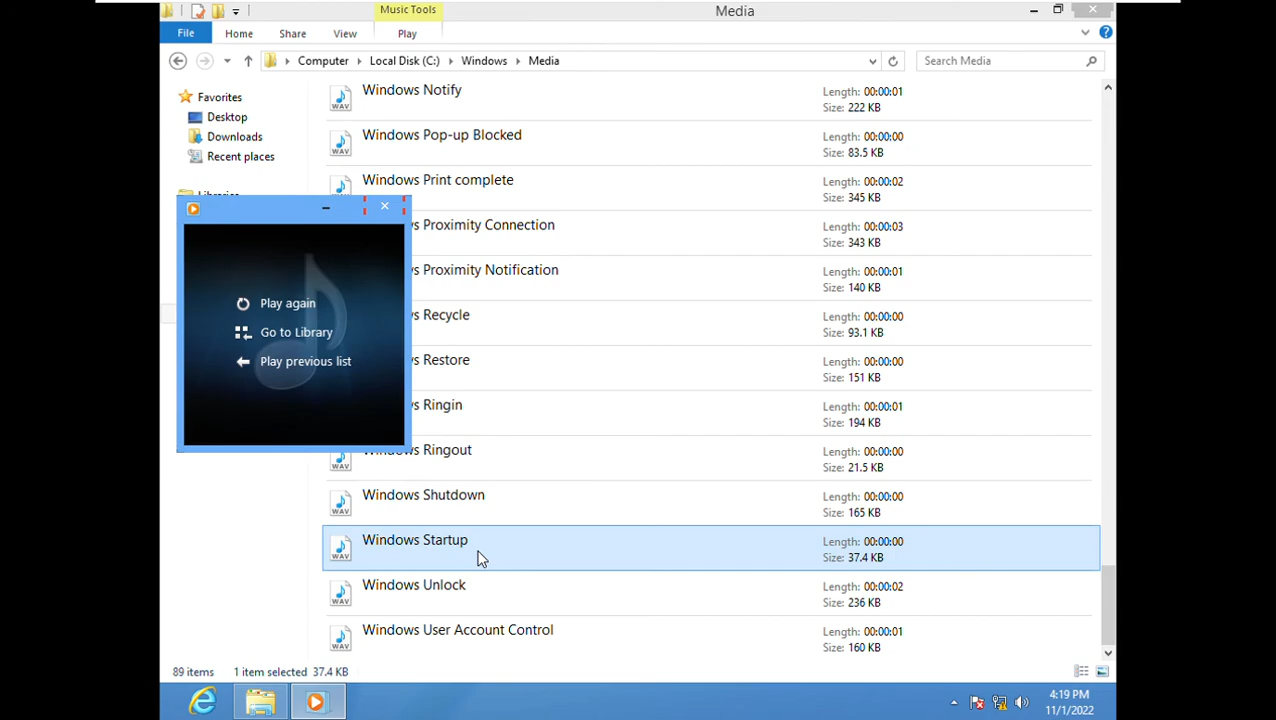 Music Tools
Media
File
Home
Share
View
Play
Computer
Local Disk (C:)
Windows
Media
Search Media
Favorites
Desktop
Downloads
Recent places
Libraries
Windows Notify
Length: 00:00:01
Size: 222 KB
Windows Pop-up Blocked
Length: 00:00:00
Size: 83.5 KB
Windows Print complete
Length: 00:00:02
Size: 345 KB
s Proximity Connection
Length: 00:00:03
Size: 343 KB
s Proximity Notification
Length: 00:00:01
Size: 140 KB
s Recycle
Length: 00:00:00
Size: 93.1 KB
s Restore
Length: 00:00:00
Size: 151 KB
s Ringin
Length: 00:00:01
Size: 194 KB
Windows Ringout
Length: 00:00:00
Size: 21.5 KB
Windows Shutdown
Length: 00:00:00
Size: 165 KB
Windows Startup
Length: 00:00:00
Size: 37.4 KB
Windows Unlock
Length: 00:00:02
Size: 236 KB
Windows User Account Control
Length: 00:00:01
Size: 160 KB
WAV
WAV
WAV
WAV
WAV
WAV
WAV
Play again
Go to Library
Play previous list
89 items
1 item selected 37.4 KB
4:19 PM
11/1/2022